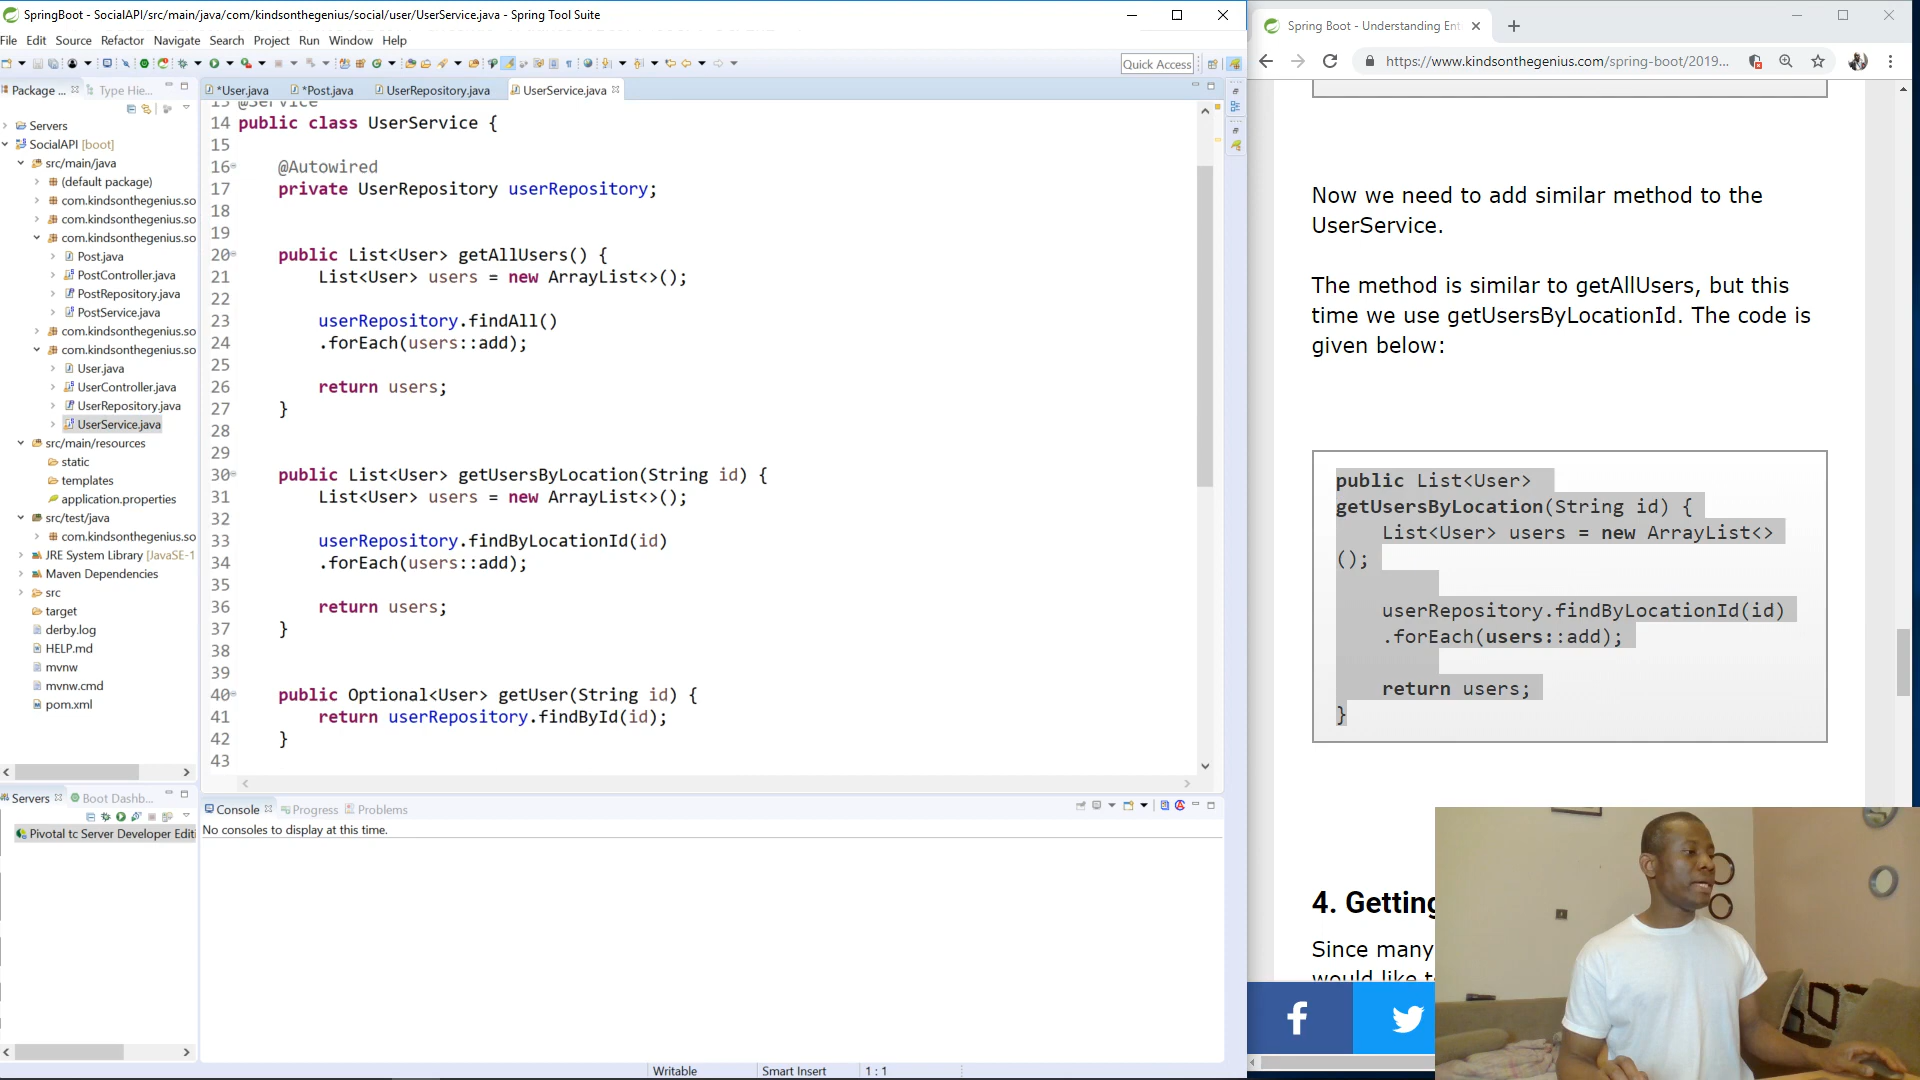 SpringBoot - SocialAPI/src/main/java/com/kindsonthegenius/social/user/UserService.java - Spring Tool Suite
File Edit Source Refactor Navigate Search Project Run Window Help
Quick Access
Package ...
Type Hie...
*User.java
*Post.java
UserRepository.java
UserService.java
Servers
SocialAPI [boot]
src/main/java
(default package)
com.kindsonthegenius.so
com.kindsonthegenius.so
com.kindsonthegenius.so
Post.java
PostController.java
PostRepository.java
PostService.java
com.kindsonthegenius.so
com.kindsonthegenius.so
User.java
UserController.java
UserRepository.java
UserService.java
src/main/resources
static
templates
application.properties
src/test/java
com.kindsonthegenius.so
JRE System Library [JavaSE-1
Maven Dependencies
src
target
derby.log
HELP.md
mvnw
mvnw.cmd
pom.xml
Servers
Boot Dashb...
Pivotal tc Server Developer Editi
13 @Service
14 public class UserService {
15
16 @Autowired
17 private UserRepository userRepository;
18
19
20 public List<User> getAllUsers() {
21 List<User> users = new ArrayList<>();
22
23 userRepository.findAll()
24 .forEach(users::add);
25
26 return users;
27 }
28
29
30 public List<User> getUsersByLocation(String id) {
31 List<User> users = new ArrayList<>();
32
33 userRepository.findByLocationId(id)
34 .forEach(users::add);
35
36 return users;
37 }
38
39
40 public Optional<User> getUser(String id) {
41 return userRepository.findById(id);
42 }
43
Console
Progress
Problems
No consoles to display at this time.
Writable
Smart Insert
1 : 1
Spring Boot - Understanding Ent
https://www.kindsonthegenius.com/spring-boot/2019...
Now we need to add similar method to the
UserService.
The method is similar to getAllUsers, but this
time we use getUsersByLocationId. The code is
given below:
public List<User>
getUsersByLocation(String id) {
List<User> users = new ArrayList<>
();
userRepository.findByLocationId(id)
.forEach(users::add);
return users;
}
4. Getting
Since many
would like t